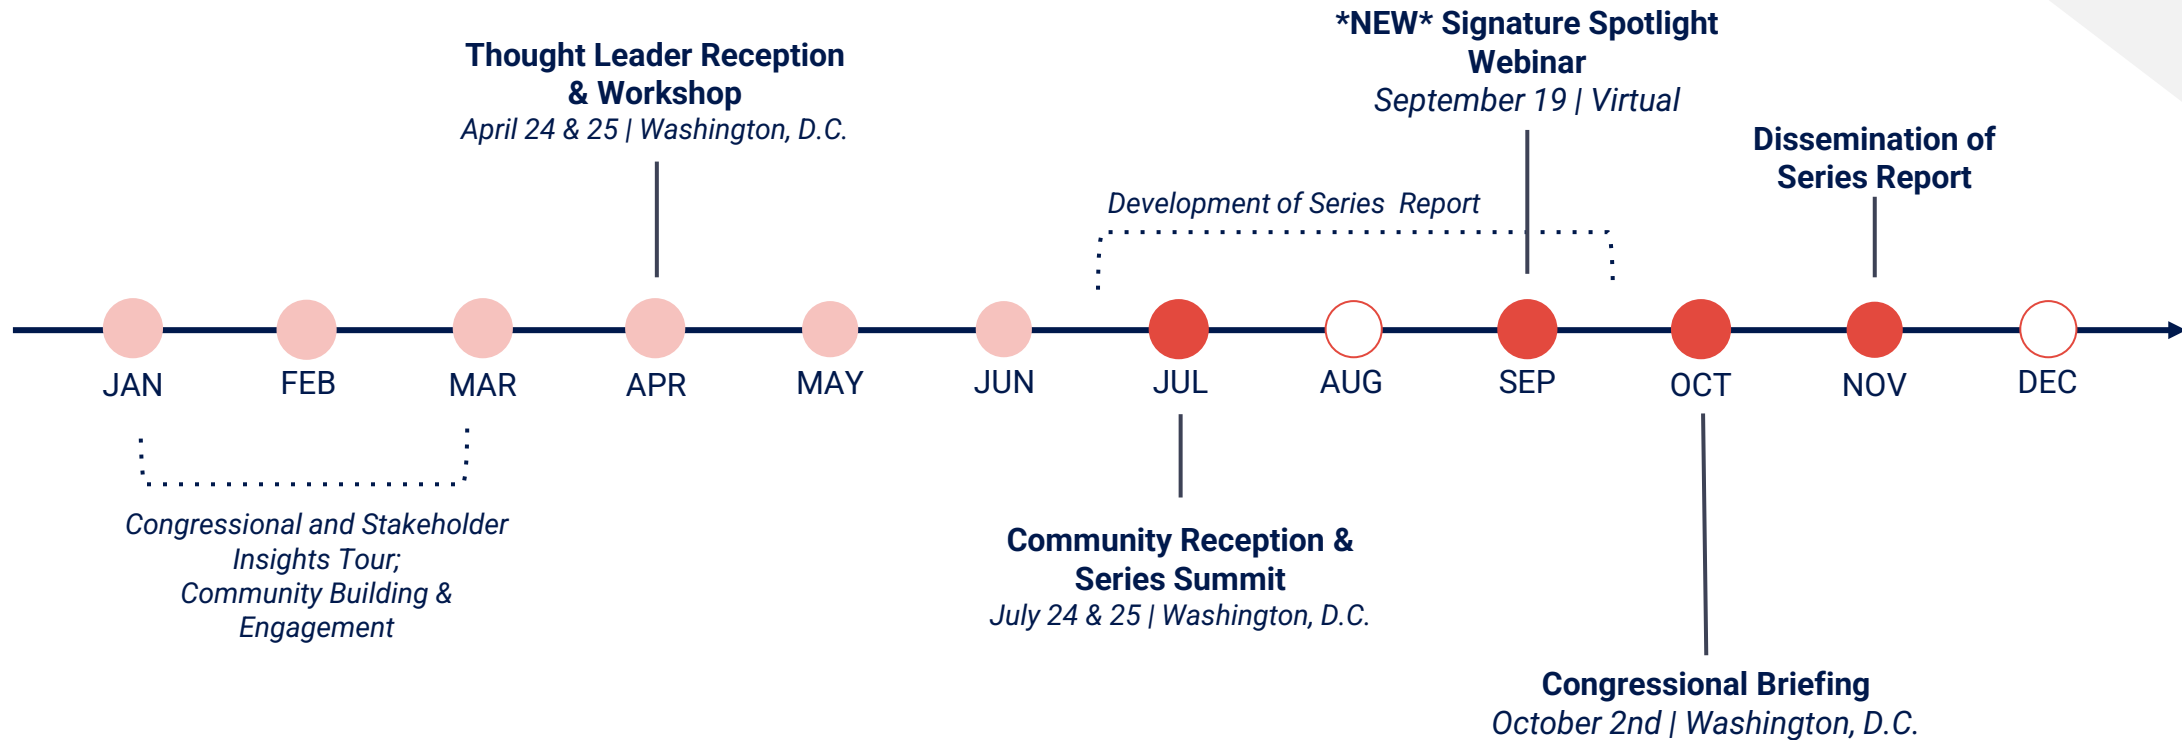 *NEW* Signature Spotlight
Webinar
September 19 | Virtual
Thought Leader Reception
& Workshop
April 24 & 25 | Washington, D.C.
Dissemination of
Series Report
Development of Series  Report
JAN
FEB
MAR
APR
MAY
JUN
JUL
AUG
SEP
OCT
NOV
DEC
Congressional and Stakeholder
Insights Tour;
Community Building &
Engagement
Community Reception &
Series Summit
July 24 & 25 | Washington, D.C.
Congressional Briefing
October 2nd | Washington, D.C.